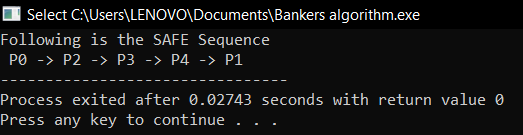 Select C:\Users\LENOVO\Documents\Bankers algorithm.exe
Following is the SAFE Sequence
 P0 -> P2 -> P3 -> P4 -> P1
--------------------------------
Process exited after 0.02743 seconds with return value 0
Press any key to continue . . .